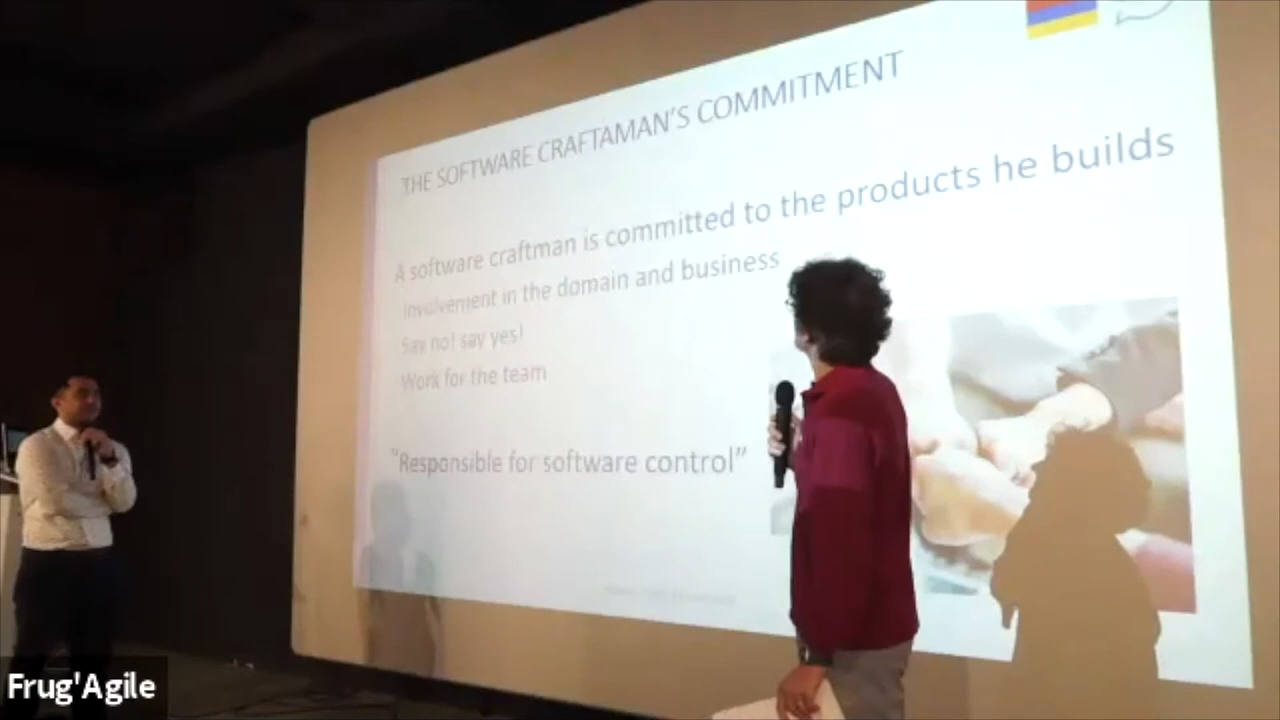 THE SOFTWARE CRAFTAMAN'S COMMITMENT
A software craftman is committed to the products he builds
Involvement in the domain and business
Say no! say yes!
Work for the team
"Responsible for software control"
Frug'Agile